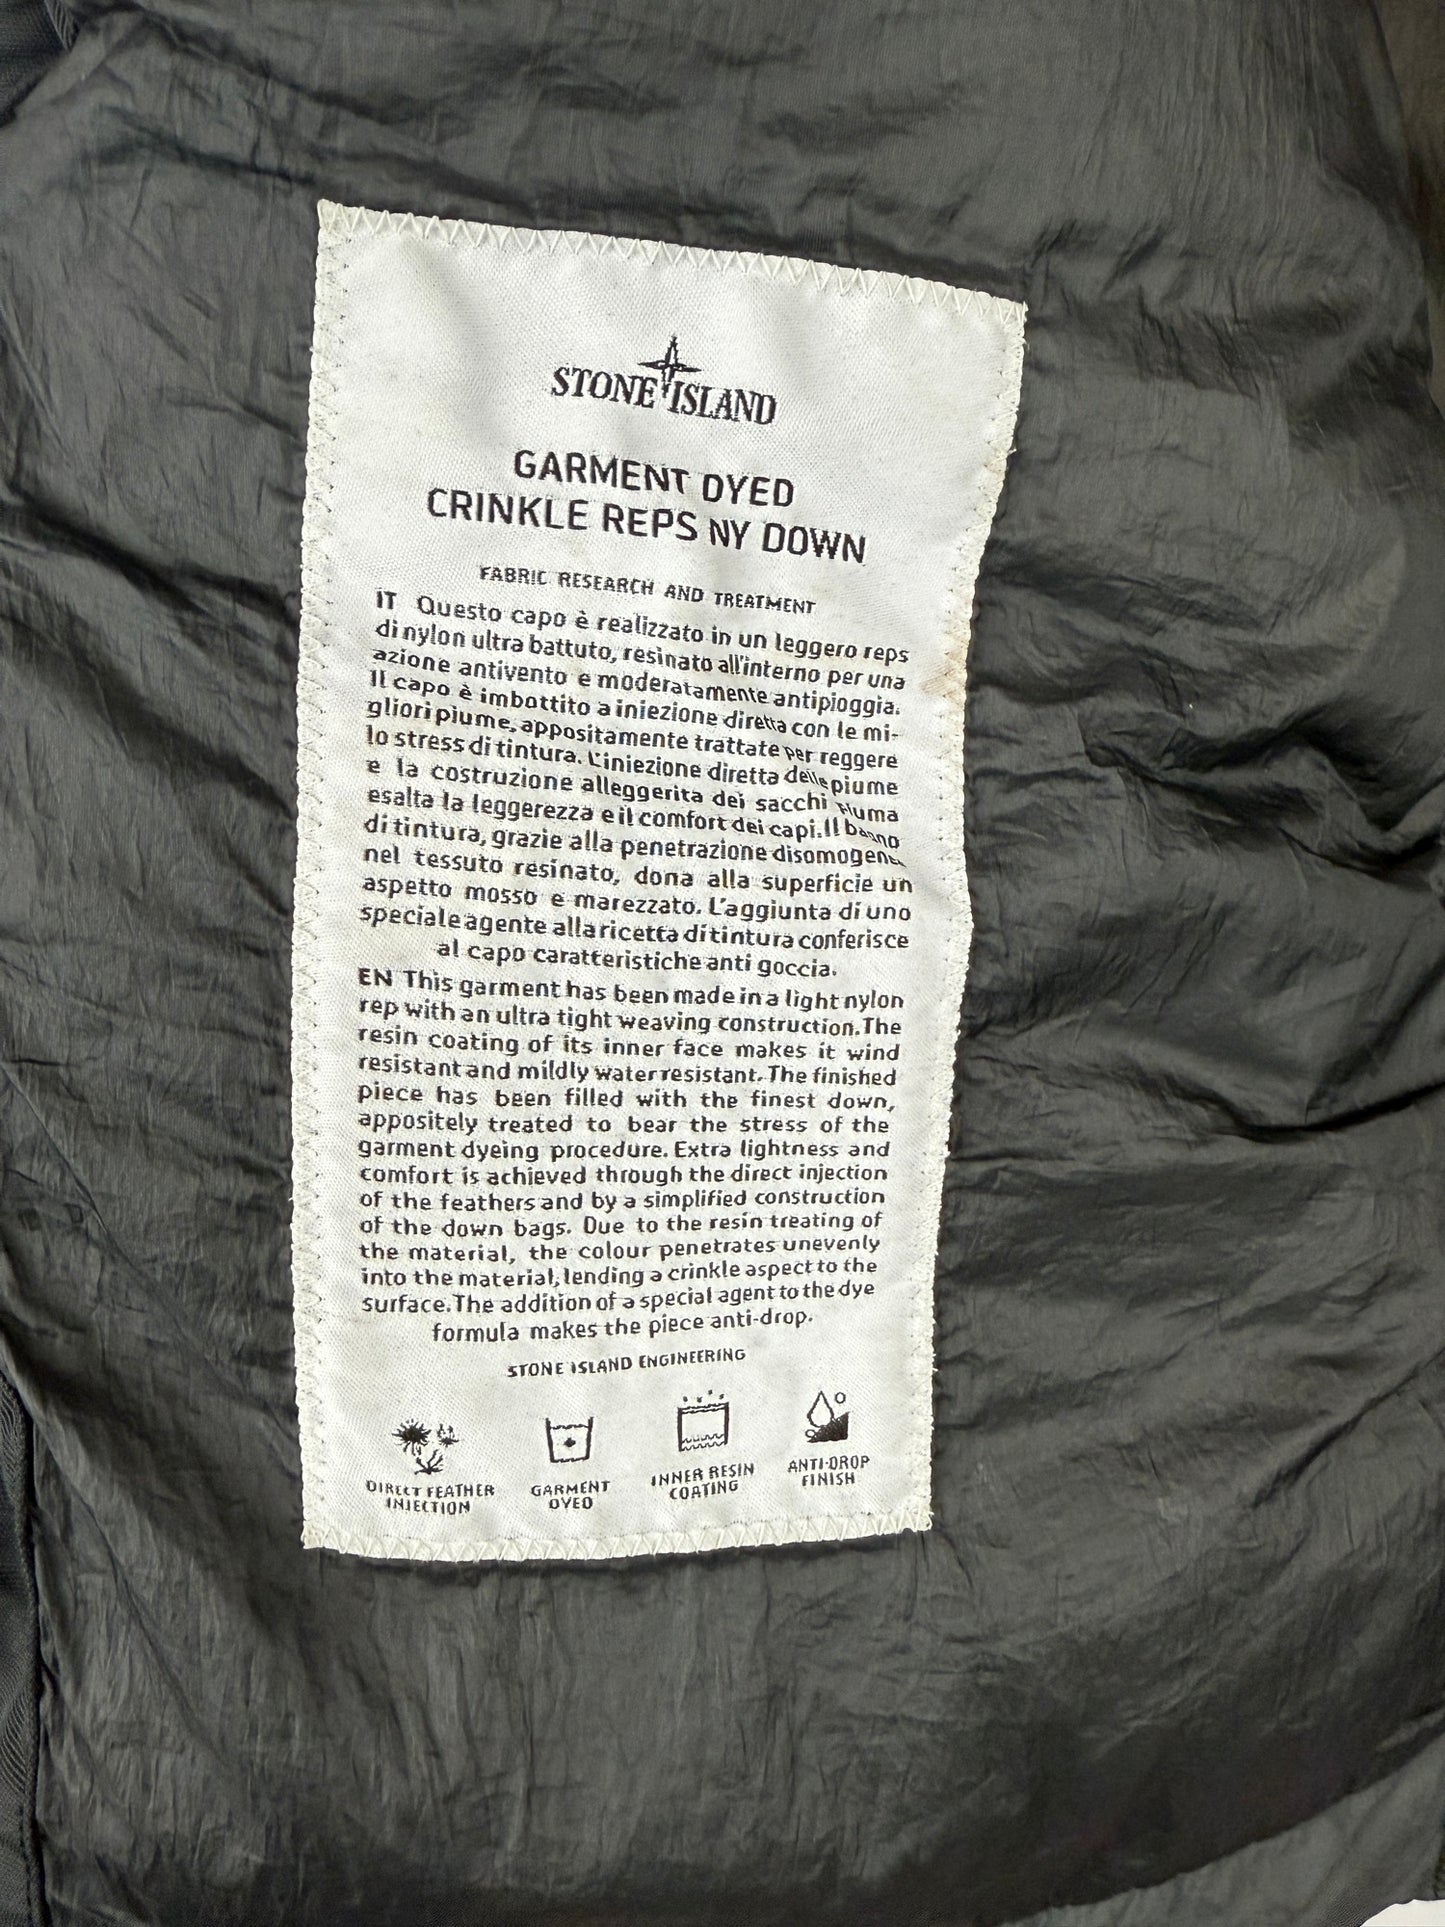 STONE ISLAND
GARMENT DYED
CRINKLE REPS NY DOWN
FABRIC RESEARCH AND TREATMENT
IT Questo capo è realizzato in un leggero reps
di nylon ultra battuto, resinato all'interno per una
azione antivento e moderatamente antipioggia.
Il capo è imbottito a iniezione diretta con le mi-
gliori piume, appositamente trattate per reggere
lo stress di tintura. L'iniezione diretta delle piume
e la costruzione alleggerita dei sacchi piuma
esalta la leggerezza e il comfort dei capi. Il bagno
di tintura, grazie alla penetrazione disomogenea
nel tessuto resinato, dona alla superficie un
aspetto mosso e marezzato. L'aggiunta di uno
speciale agente alla ricetta di tintura conferisce
al capo caratteristiche anti goccia.
EN This garment has been made in a light nylon
rep with an ultra tight weaving construction. The
resin coating of its inner face makes it wind
resistant and mildly water resistant. The finished
piece has been filled with the finest down,
appositely treated to bear the stress of the
garment dyeing procedure. Extra lightness and
comfort is achieved through the direct injection
of the feathers and by a simplified construction
of the down bags. Due to the resin treating of
the material, the colour penetrates unevenly
into the material, lending a crinkle aspect to the
surface. The addition of a special agent to the dye
formula makes the piece anti-drop.
STONE ISLAND ENGINEERING
DIRECT FEATHER
INJECTION
GARMENT
DYED
INNER RESIN
COATING
ANTI-DROP
FINISH